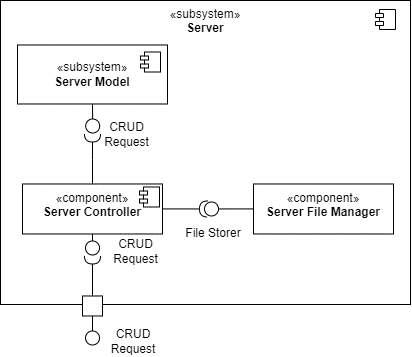 «subsystem»
Server
«subsystem»
Server Model
CRUD
Request
«component»
Server Controller
«component»
Server File Manager
File Storer
CRUD
Request
CRUD
Request